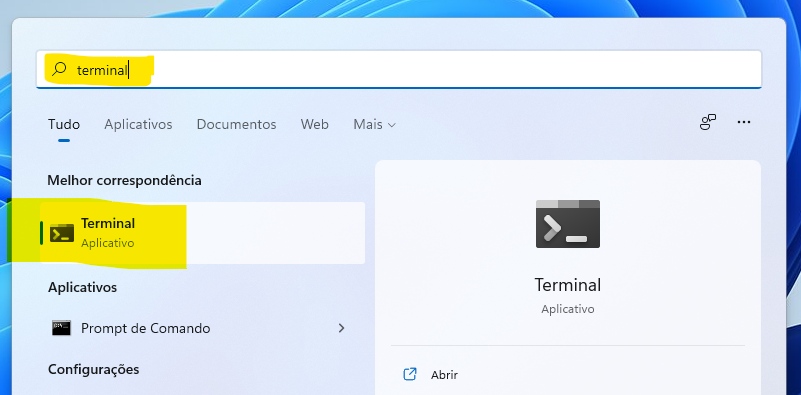 terminal
Tudo Aplicativos Documentos Web Mais
Melhor correspondência
Terminal
Aplicativo
Aplicativos
Prompt de Comando
Configurações
Terminal
Aplicativo
Abrir